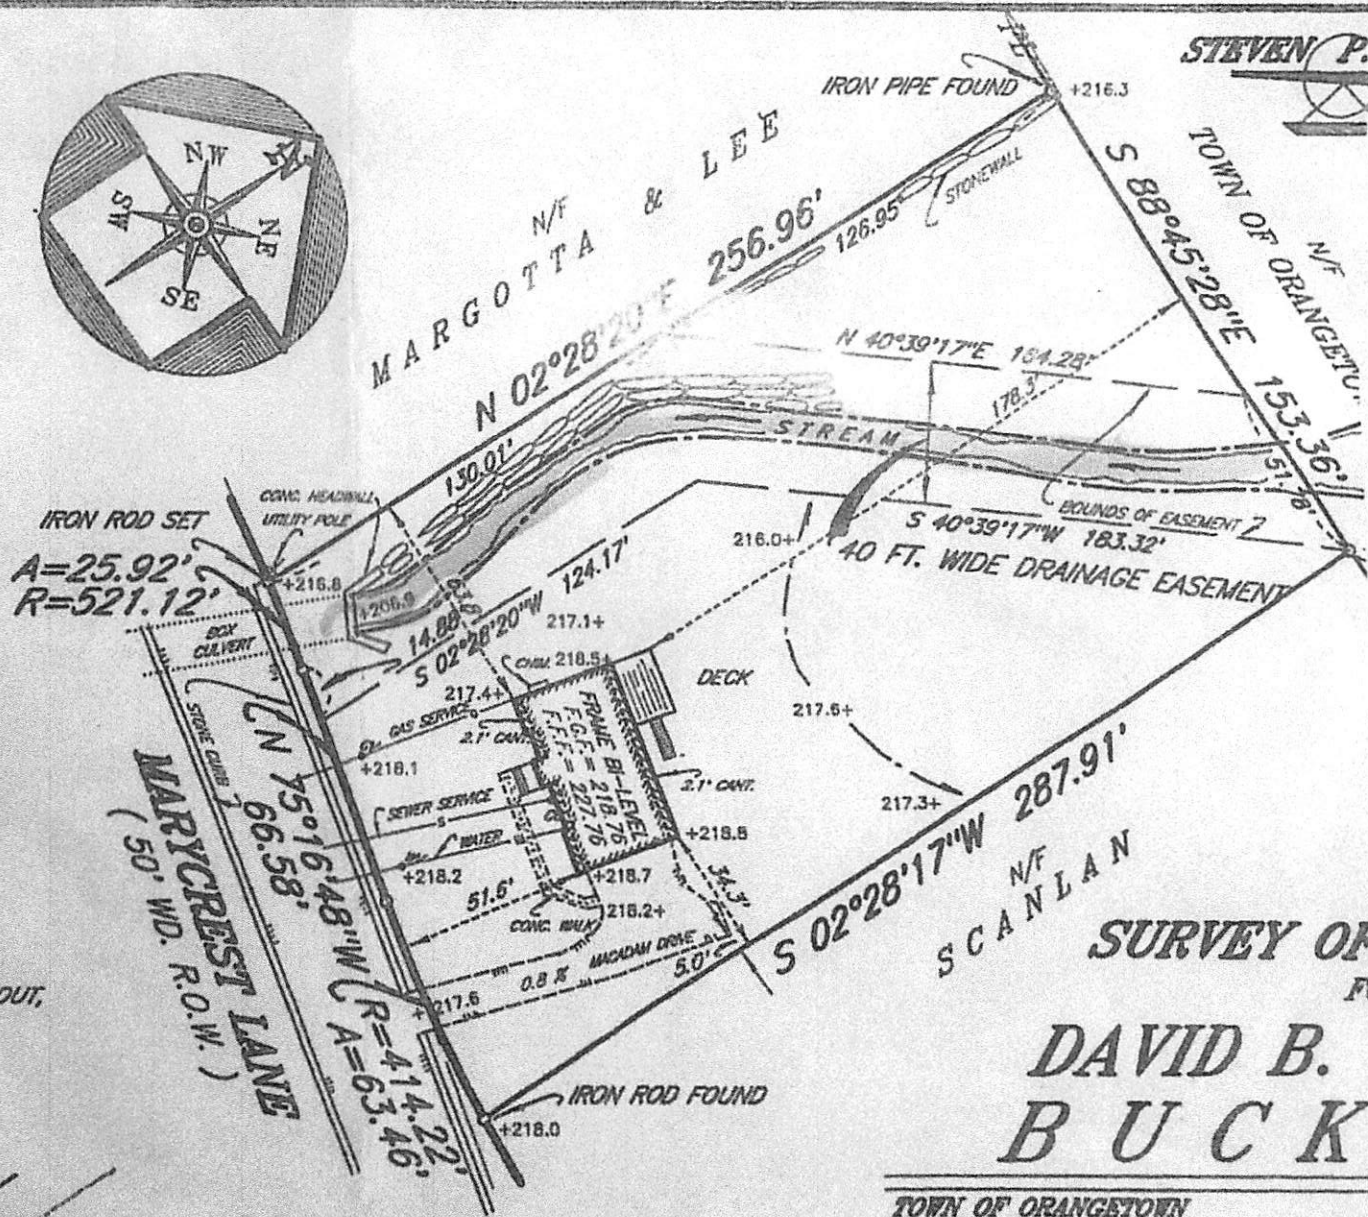 STEVEN P.
PL
IRON PIPE FOUND
+216.3
NW
SW
NE
SE
N/F
MARGOTTA & LEE
STONEWALL
S 88°45'28"E 153.36'
N/F
TOWN OF ORANGETO
N 02°28'20"E 256.96'
126.95'
130.01'
N 40°39'17"E 164.28'
178.3'
STREAM
51.78'
BOUNDS OF EASEMENT
S 40°39'17"W 183.32'
40 FT. WIDE DRAINAGE EASEMENT
CONC. HEADWALL
UTILITY POLE
IRON ROD SET
A=25.92'
R=521.12'
+216.8
+206.9
BOX
CULVERT
63.6'
14.88'
S 02°28'20"W 124.17'
216.0+
217.1+
CHIM.
218.5+
217.4+
DECK
217.6+
GAS SERVICE
2.1' CANT.
FRAME BI-LEVEL
F.G.F.= 218.76
F.F.F.= 227.76
2.1' CANT.
217.3+
+218.1
STONE CURB
SEWER SERVICE
S
WATER
+218.8
+218.2
+218.7
51.6'
34.3'
CONC. WALK
218.2+
MACADAM DRIVE
0.8 %
5.0'
S 02°28'17"W 287.91'
N/F
SCANLAN
N 75°16'48"W
66.58'
R=414.22'
A=63.46'
MARYCREST LANE
( 50' WD. R.O.W. )
217.6
IRON ROD FOUND
+218.0
OUT,
SURVEY OF
DAVID B.
BUCK
TOWN OF ORANGETOWN